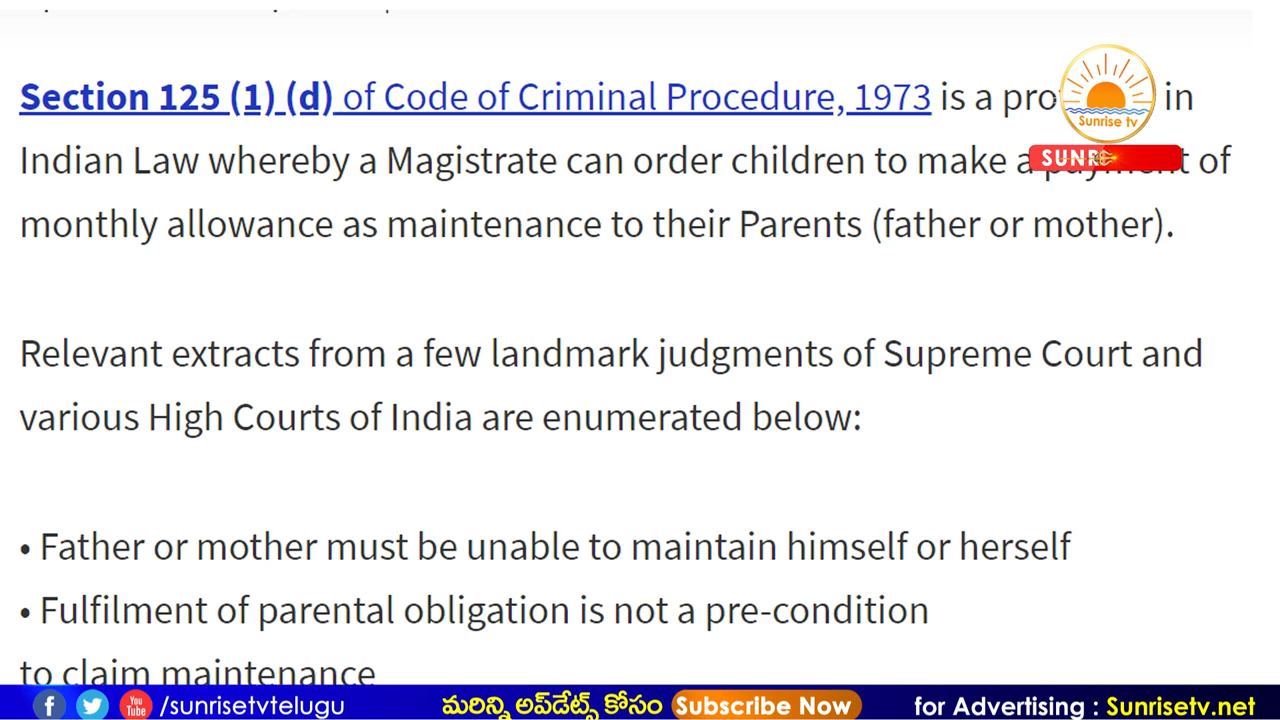 Section 125 (1) (d) of Code of Criminal Procedure, 1973 is a in
Sunrise tv
Indian Law whereby a Magistrate can order children to make a payment of
SUNR
monthly allowance as maintenance to their Parents (father or mother).
Relevant extracts from a few landmark judgments of Supreme Court and
various High Courts of India are enumerated below:
• Father or mother must be unable to maintain himself or herself
• Fulfilment of parental obligation is not a pre-condition
to claim maintenance
f You Tube /sunrisetvtelugu మరిన్ని అప్‌డేట్స్ కోసం Subscribe Now for Advertising : Sunrisetv.net